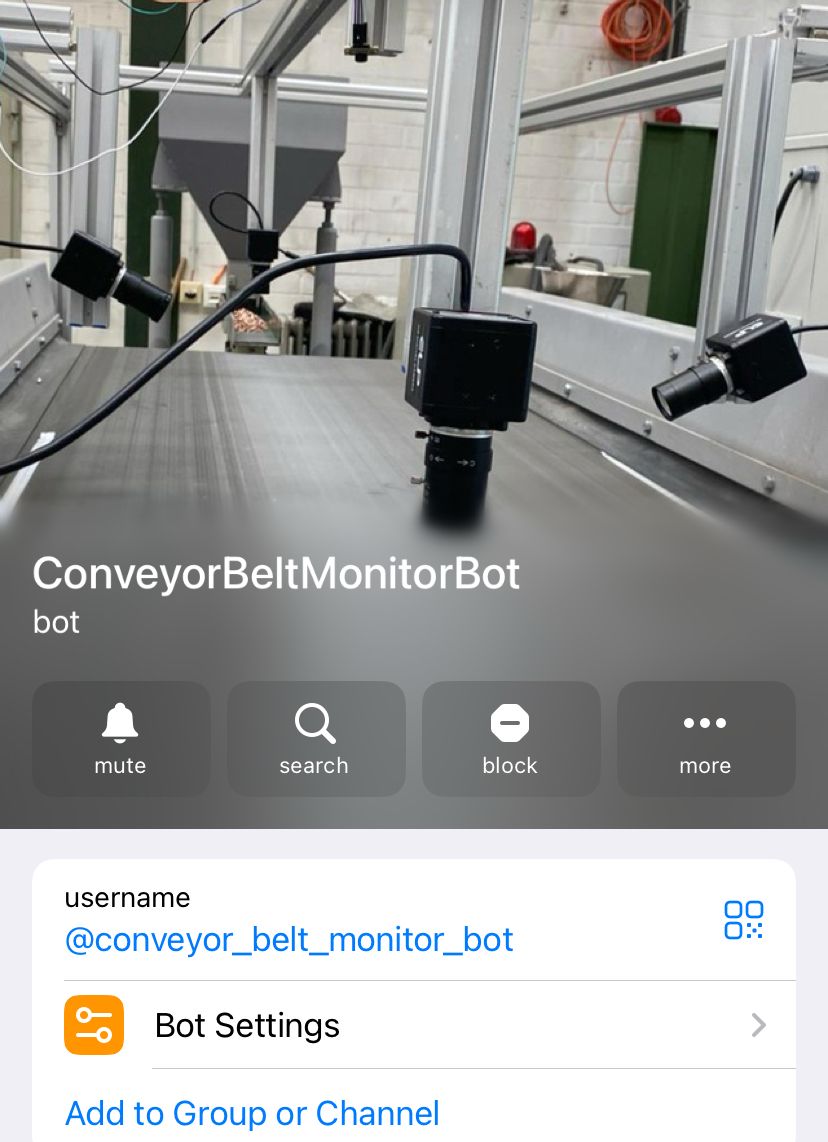 ConveyorBeltMonitorBot
bot
mute
search
block
more
username
@conveyor_belt_monitor_bot
Bot Settings
Add to Group or Channel